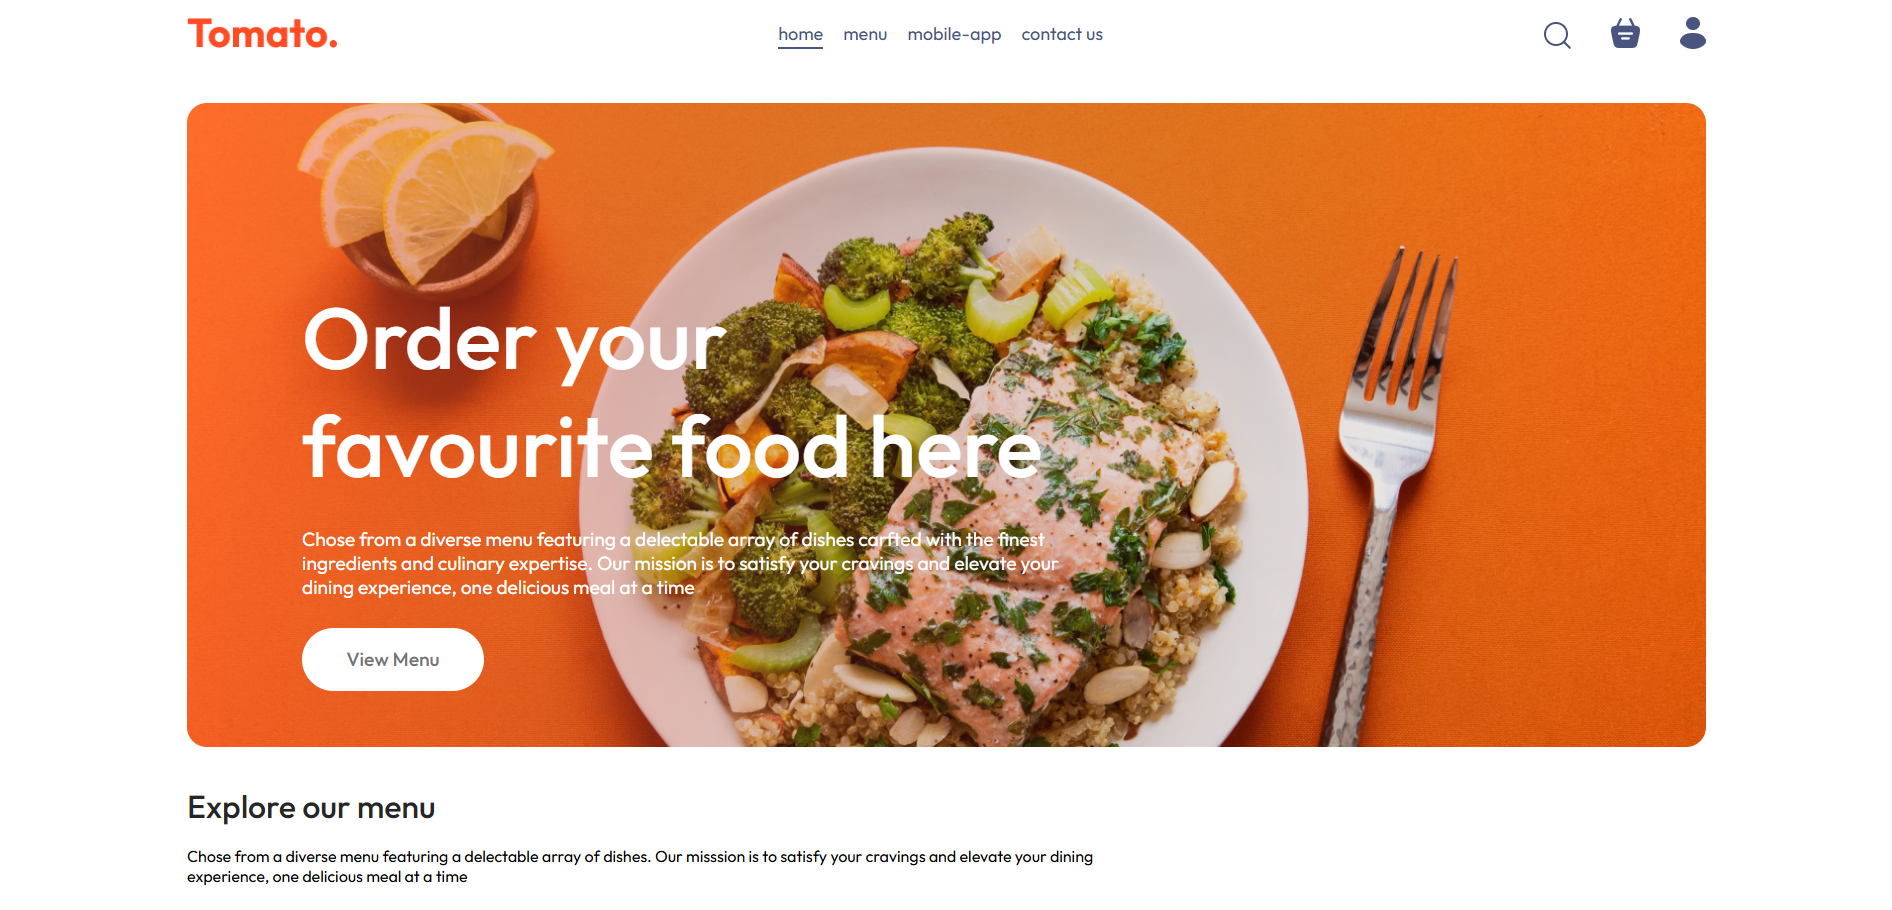 Tomato.
home menu mobile-app contact us
Order your
favourite food here
Chose from a diverse menu featuring a delectable array of dishes carfted with the finest
ingredients and culinary expertise. Our mission is to satisfy your cravings and elevate your
dining experience, one delicious meal at a time
View Menu
Explore our menu
Chose from a diverse menu featuring a delectable array of dishes. Our misssion is to satisfy your cravings and elevate your dining
experience, one delicious meal at a time